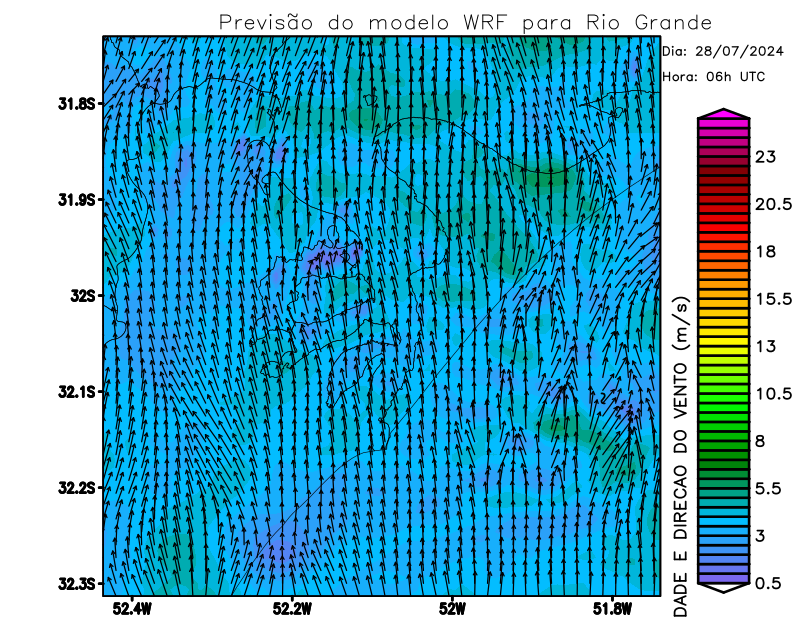 Previsão do modelo WRF para Rio Grande
Dia: 28/07/2024
Hora: 06h UTC
31.8S
31.9S
32S
32.1S
32.2S
32.3S
52.4W
52.2W
52W
51.8W
23
20.5
18
15.5
13
10.5
8
5.5
3
0.5
DADE E DIRECAO DO VENTO (m/s)